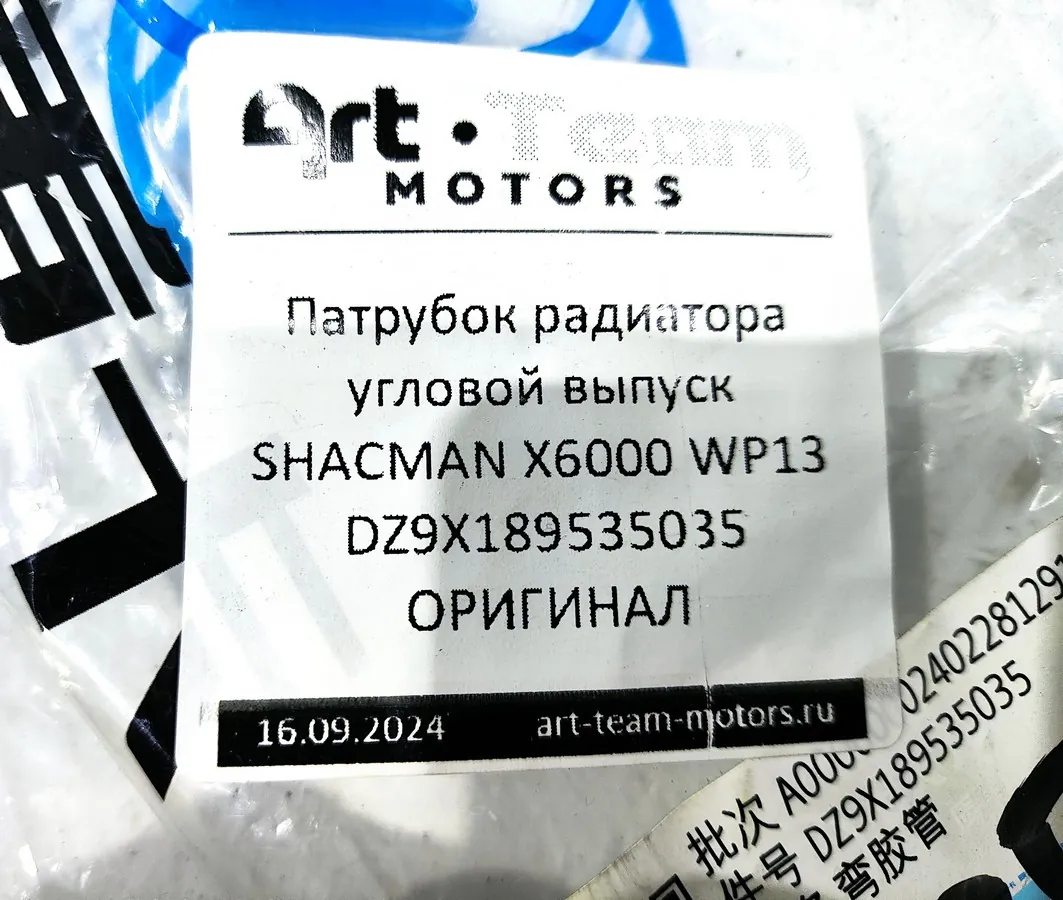 Art • Team
MOTORS
Патрубок радиатора
угловой выпуск
SHACMAN X6000 WP13
DZ9X189535035
ОРИГИНАЛ
16.09.2024 art-team-motors.ru
批次
件号 DZ9X189535035
弯胶管